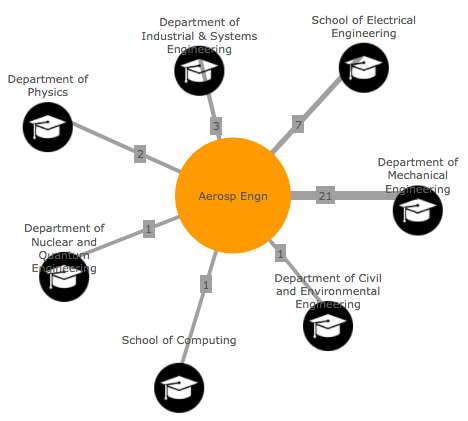 Department of
Industrial & Systems
Engineering
School of Electrical
Engineering
Department of
Physics
3
7
2
Department of
Mechanical
Engineering
Aerosp Engn
21
Department of
Nuclear and
Quantum
Engineering
1
1
Department of Civil
and Environmental
Engineering
1
School of Computing